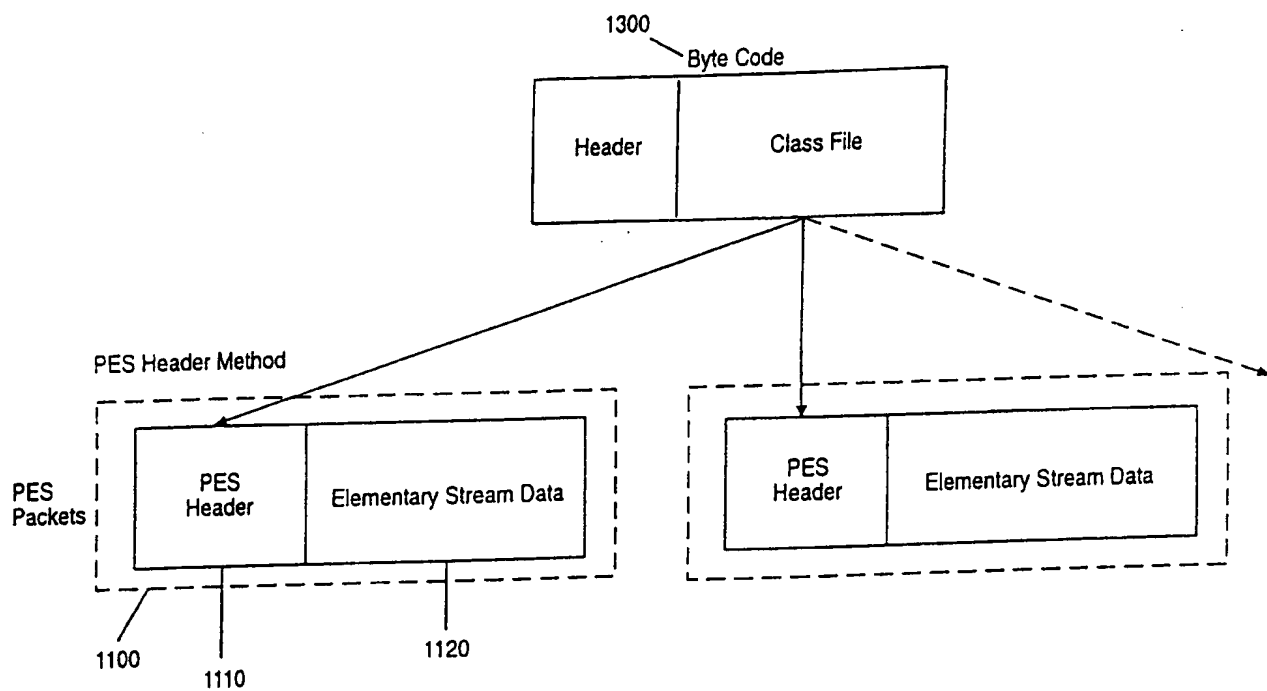 1300
Byte Code
Header
Class File
PES Header Method
PES
Packets
PES
Header
Elementary Stream Data
PES
Header
Elementary Stream Data
1100
1110
1120